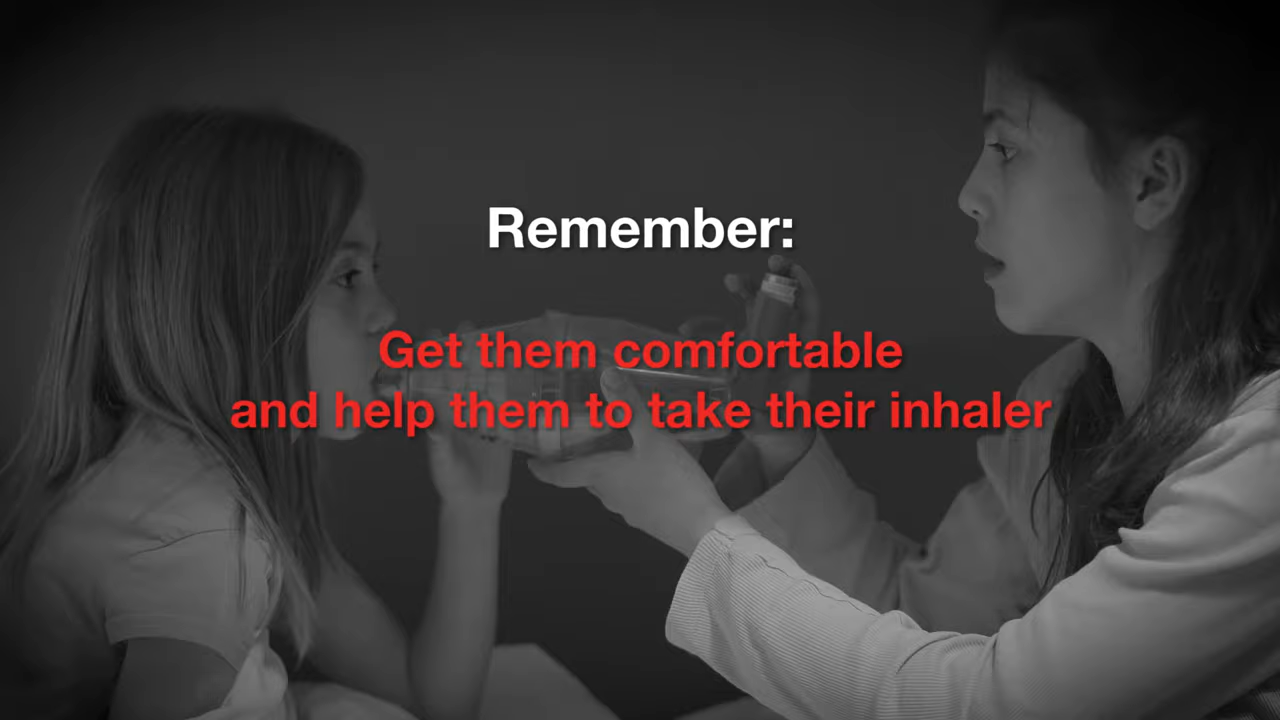 Remember:
Get them comfortable
and help them to take their inhaler